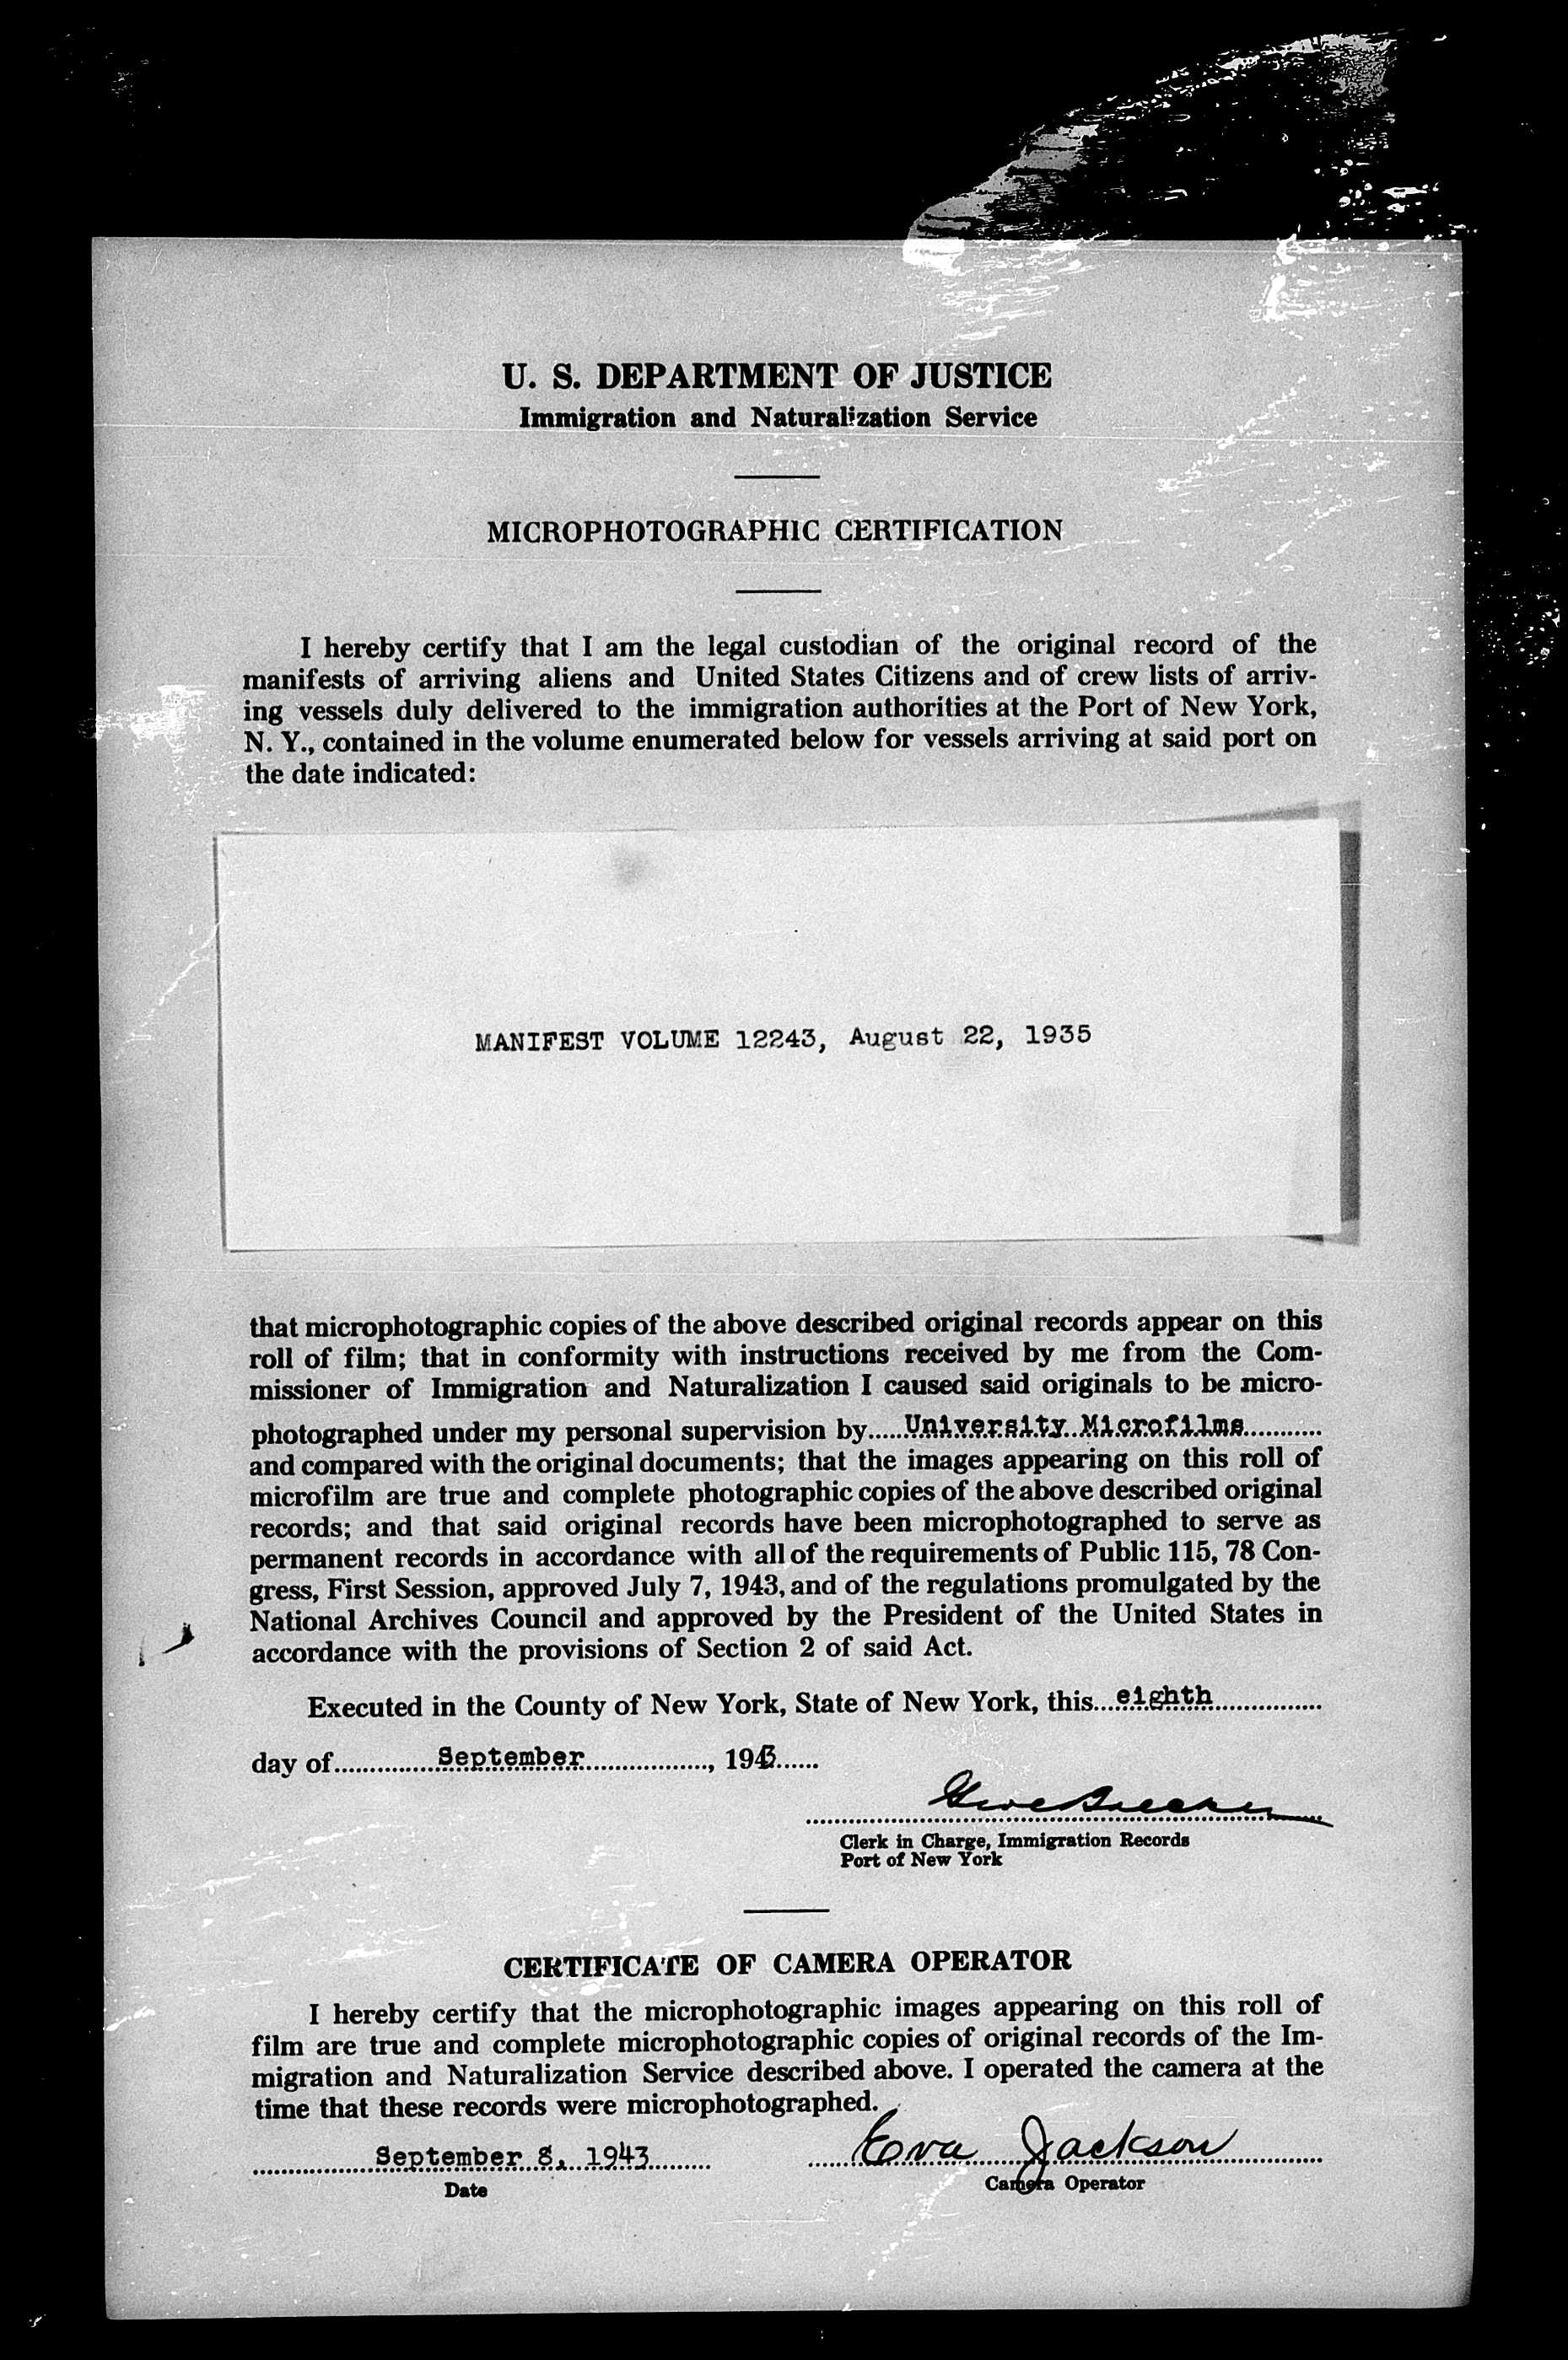 U. S. DEPARTMENT OF JUSTICE
Immigration and Naturalization Service
MICROPHOTOGRAPHIC CERTIFICATION
I hereby certify that I am the legal custodian of the original record of the
manifests of arriving aliens and United States Citizens and of crew lists of arriv-
ing vessels duly delivered to the immigration authorities at the Port of New York,
N. Y., contained in the volume enumerated below for vessels arriving at said port on
the date indicated:
MANIFEST VOLUME 12243, August 22, 1935
that microphotographic copies of the above described original records appear on this
roll of film; that in conformity with instructions received by me from the Com-
missioner of Immigration and Naturalization I caused said originals to be micro-
photographed under my personal supervision by.....University Microfilms...........
and compared with the original documents; that the images appearing on this roll of
microfilm are true and complete photographic copies of the above described original
records; and that said original records have been microphotographed to serve as
permanent records in accordance with all of the requirements of Public 115, 78 Con-
gress, First Session, approved July 7, 1943, and of the regulations promulgated by the
National Archives Council and approved by the President of the United States in
accordance with the provisions of Section 2 of said Act.
Executed in the County of New York, State of New York, this...eighth...............
day of...............September.................., 1943......
Clerk in Charge, Immigration Records
Port of New York
CERTIFICATE OF CAMERA OPERATOR
I hereby certify that the microphotographic images appearing on this roll of
film are true and complete microphotographic copies of original records of the Im-
migration and Naturalization Service described above. I operated the camera at the
time that these records were microphotographed.
September 8, 1943 Eva Jackson
Date Camera Operator